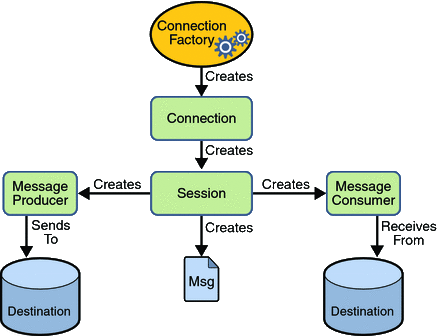 Connection
Factory
Creates
Connection
Creates
Message
Producer
Creates
Session
Creates
Message
Consumer
Sends
To
Creates
Receives
From
Msg
Destination
Destination